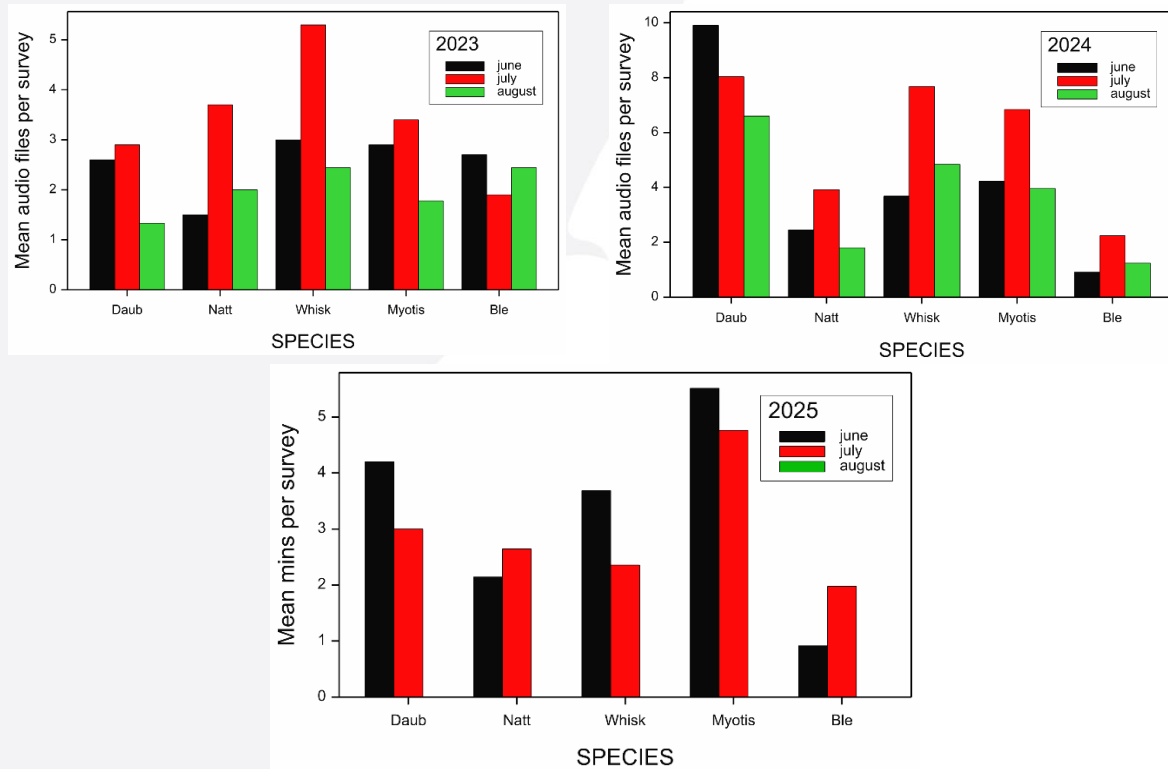 2023
june
july
august
Mean audio files per survey
5
4
3
2
1
0
Daub Natt Whisk Myotis Ble
SPECIES
2024
june
july
august
Mean audio files per survey
10
8
6
4
2
0
Daub Natt Whisk Myotis Ble
SPECIES
2025
june
july
august
Mean mins per survey
5
4
3
2
1
0
Daub Natt Whisk Myotis Ble
SPECIES